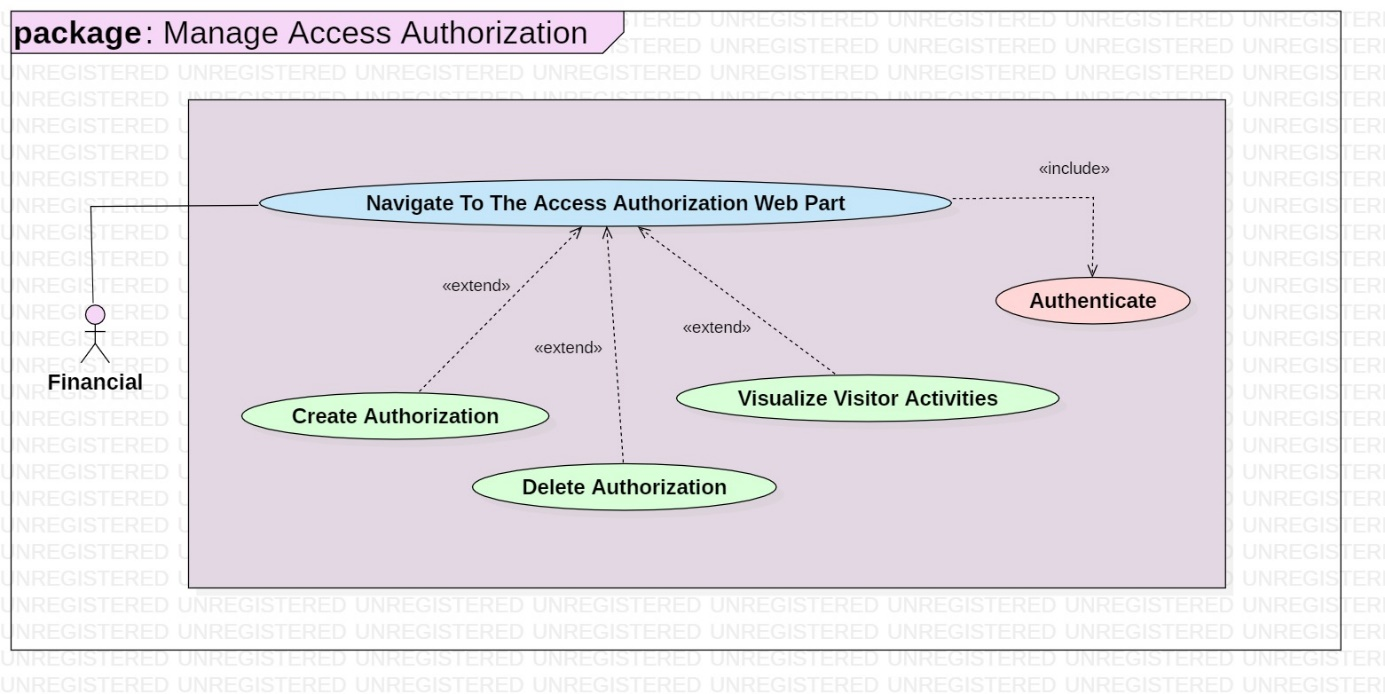 package : Manage Access Authorization
«include»
Navigate To The Access Authorization Web Part
«extend»
Authenticate
«extend»
«extend»
Financial
Visualize Visitor Activities
Create Authorization
Delete Authorization
UNREGISTERED